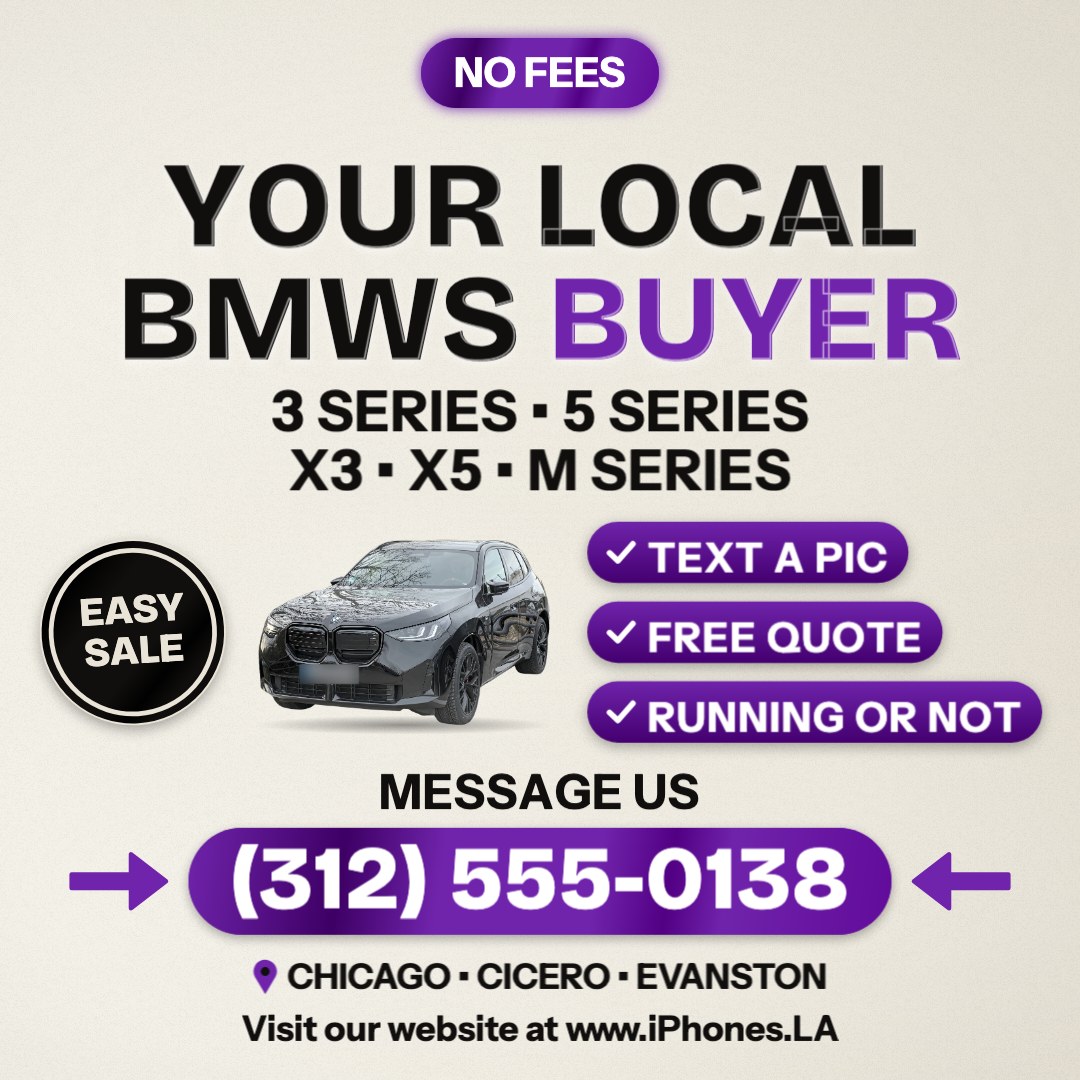 NO FEES
YOUR LOCAL
BMWS BUYER
3 SERIES ▪ 5 SERIES
X3 ▪ X5 ▪ M SERIES
EASY
SALE
✓ TEXT A PIC
✓ FREE QUOTE
✓ RUNNING OR NOT
MESSAGE US
(312) 555-0138
CHICAGO ▪ CICERO ▪ EVANSTON
Visit our website at www.iPhones.LA